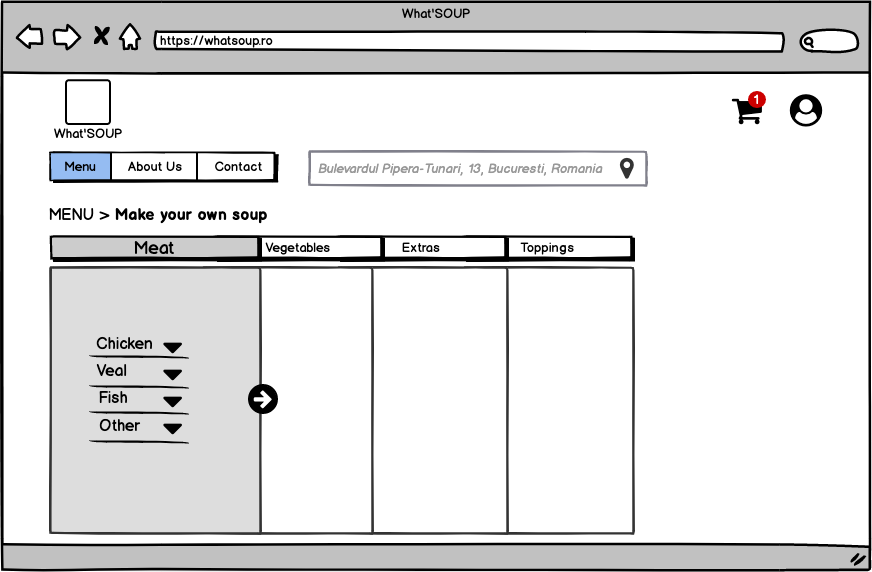 What'SOUP
https://whatsoup.ro
1
What'SOUP
Menu About Us Contact
Bulevardul Pipera-Tunari, 13, Bucuresti, Romania
MENU > Make your own soup
Meat Vegetables Extras Toppings
Chicken
Veal
Fish
Other